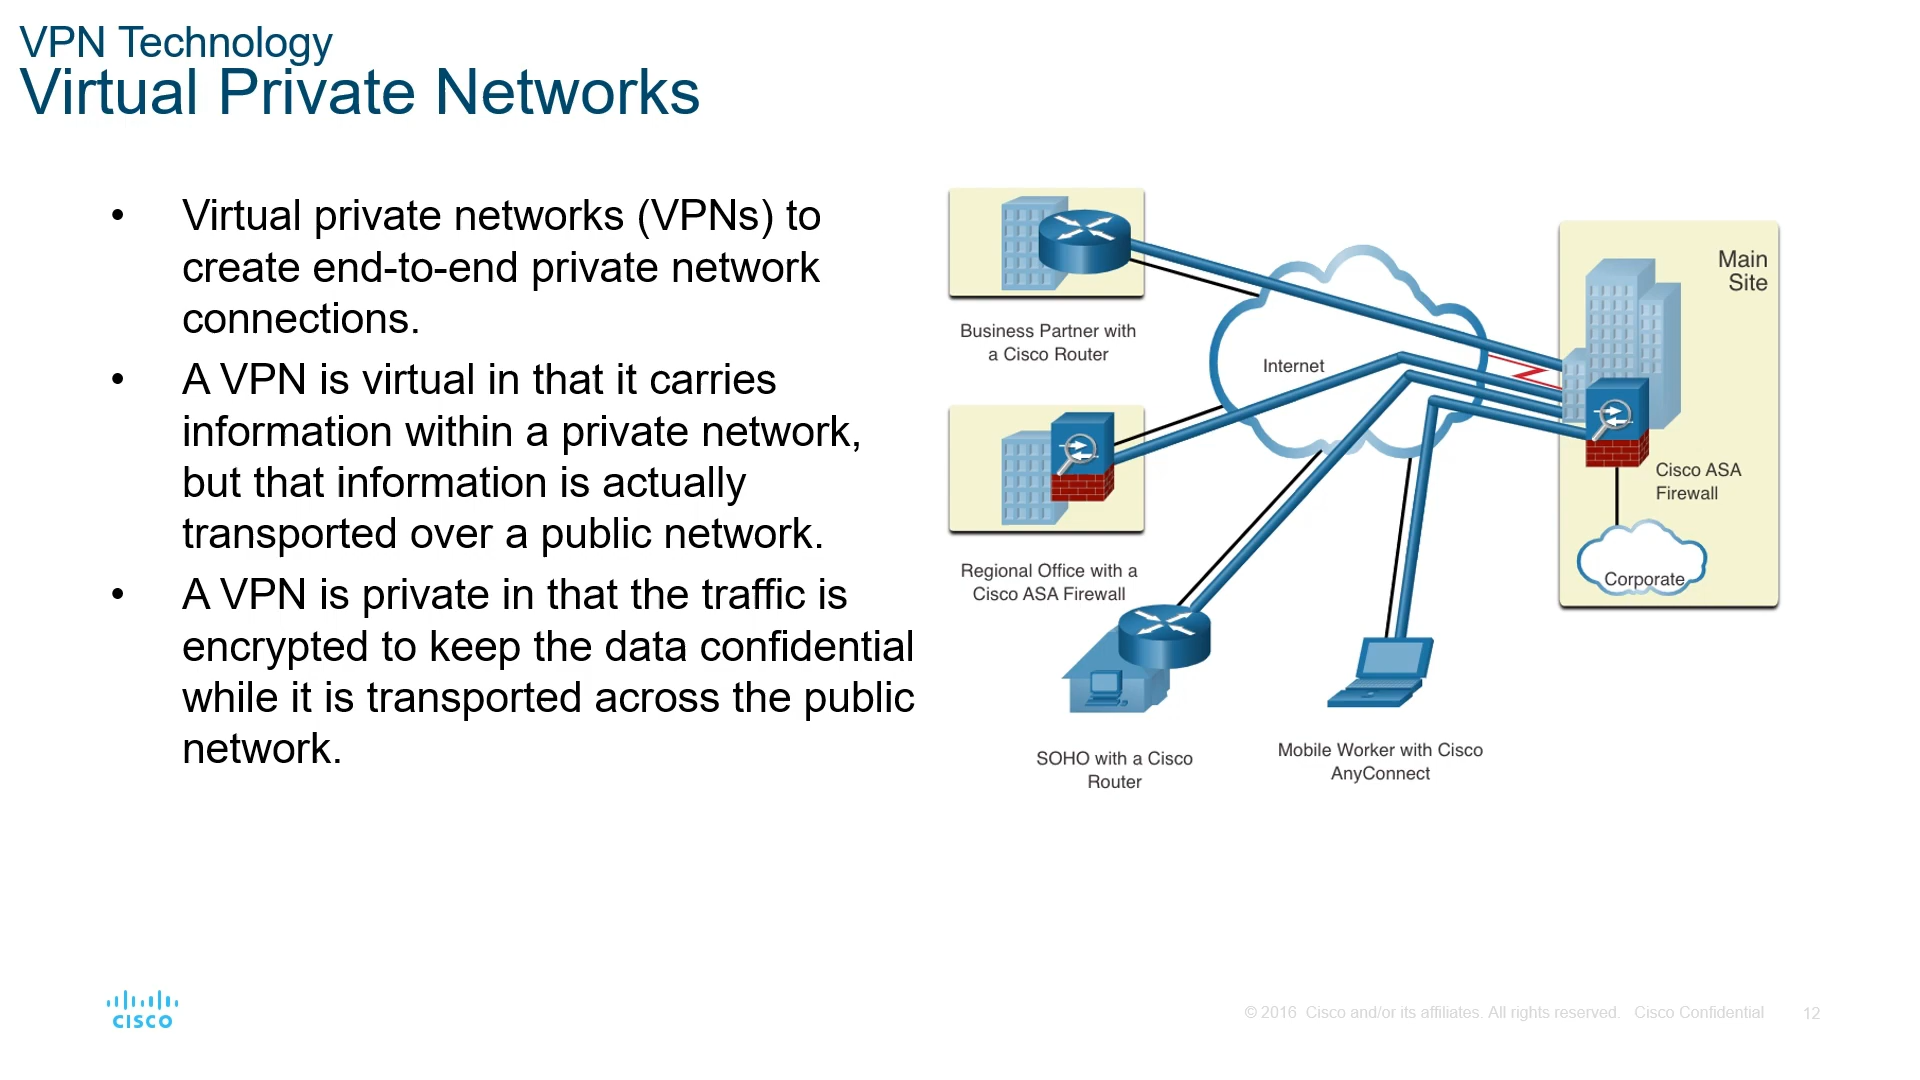 VPN Technology
Virtual Private Networks
• Virtual private networks (VPNs) to
create end-to-end private network
connections.
• A VPN is virtual in that it carries
information within a private network,
but that information is actually
transported over a public network.
• A VPN is private in that the traffic is
encrypted to keep the data confidential
while it is transported across the public
network.
Business Partner with
a Cisco Router
Internet
Main
Site
Regional Office with a
Cisco ASA Firewall
Cisco ASA
Firewall
Corporate
SOHO with a Cisco
Router
Mobile Worker with Cisco
AnyConnect
CISCO
© 2016 Cisco and/or its affiliates. All rights reserved. Cisco Confidential
12